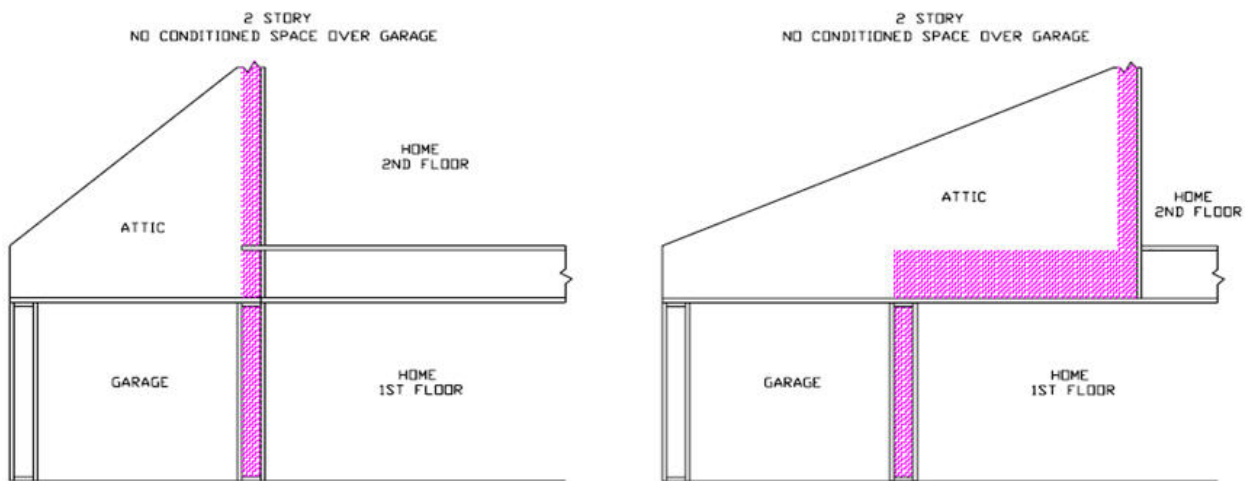 2 STORY
NO CONDITIONED SPACE OVER GARAGE
HOME
2ND FLOOR
ATTIC
GARAGE
HOME
1ST FLOOR
2 STORY
NO CONDITIONED SPACE OVER GARAGE
ATTIC
HOME
2ND FLOOR
GARAGE
HOME
1ST FLOOR